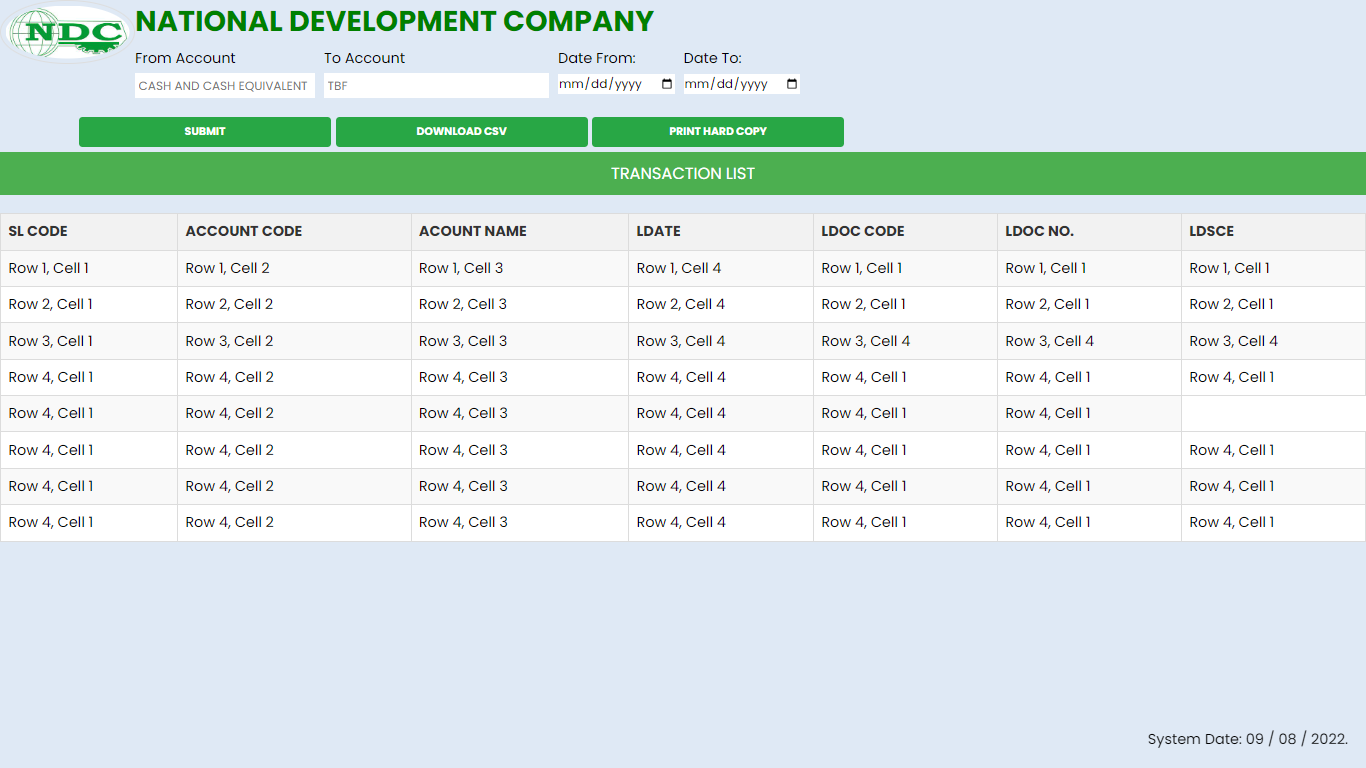 NDC
NATIONAL DEVELOPMENT COMPANY
From Account To Account Date From: Date To:
CASH AND CASH EQUIVALENT TBF mm/dd/yyyy mm/dd/yyyy
SUBMIT DOWNLOAD CSV PRINT HARD COPY
TRANSACTION LIST
SL CODE ACCOUNT CODE ACOUNT NAME LDATE LDOC CODE LDOC NO. LDSCE
Row 1, Cell 1 Row 1, Cell 2 Row 1, Cell 3 Row 1, Cell 4 Row 1, Cell 1 Row 1, Cell 1 Row 1, Cell 1
Row 2, Cell 1 Row 2, Cell 2 Row 2, Cell 3 Row 2, Cell 4 Row 2, Cell 1 Row 2, Cell 1 Row 2, Cell 1
Row 3, Cell 1 Row 3, Cell 2 Row 3, Cell 3 Row 3, Cell 4 Row 3, Cell 4 Row 3, Cell 4 Row 3, Cell 4
Row 4, Cell 1 Row 4, Cell 2 Row 4, Cell 3 Row 4, Cell 4 Row 4, Cell 1 Row 4, Cell 1 Row 4, Cell 1
Row 4, Cell 1 Row 4, Cell 2 Row 4, Cell 3 Row 4, Cell 4 Row 4, Cell 1 Row 4, Cell 1
Row 4, Cell 1 Row 4, Cell 2 Row 4, Cell 3 Row 4, Cell 4 Row 4, Cell 1 Row 4, Cell 1 Row 4, Cell 1
Row 4, Cell 1 Row 4, Cell 2 Row 4, Cell 3 Row 4, Cell 4 Row 4, Cell 1 Row 4, Cell 1 Row 4, Cell 1
Row 4, Cell 1 Row 4, Cell 2 Row 4, Cell 3 Row 4, Cell 4 Row 4, Cell 1 Row 4, Cell 1 Row 4, Cell 1
System Date: 09 / 08 / 2022.